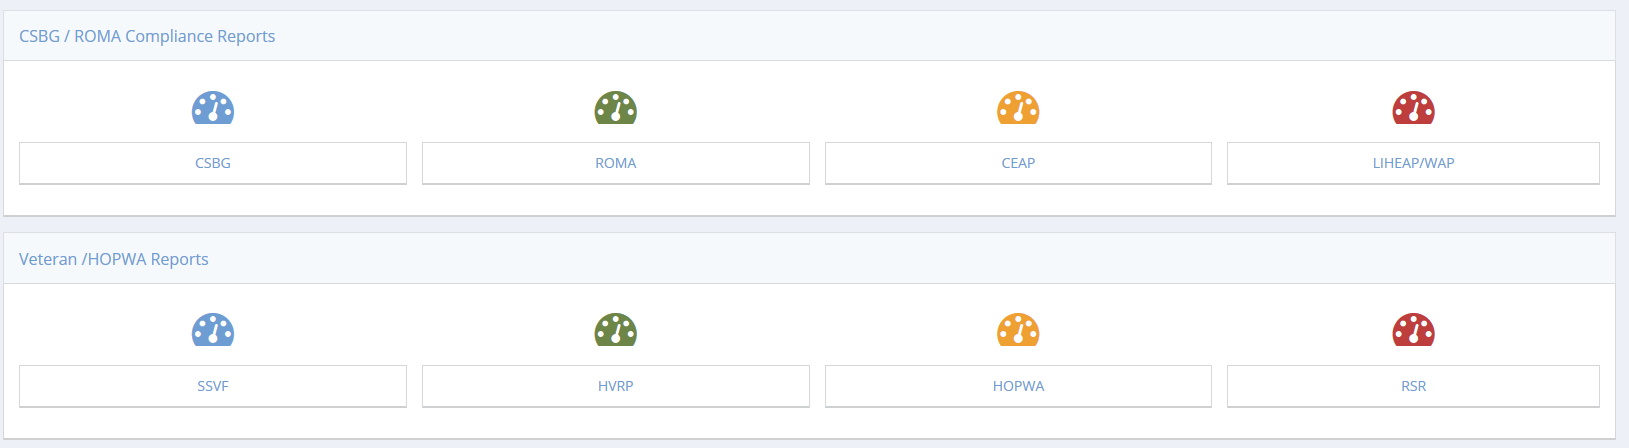 CSBG / ROMA Compliance Reports
CSBG
ROMA
CEAP
LIHEAP/WAP
Veteran /HOPWA Reports
SSVF
HVRP
HOPWA
RSR